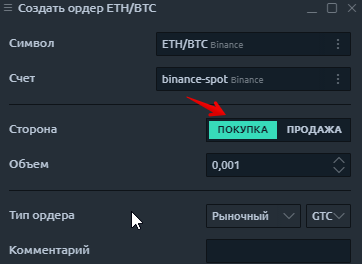 Создать ордер ETH/BTC
Символ ETH/BTC Binance
Счет binance-spot Binance
Сторона ПОКУПКА ПРОДАЖА
Объем 0,001
Тип ордера Рыночный GTC
Комментарий